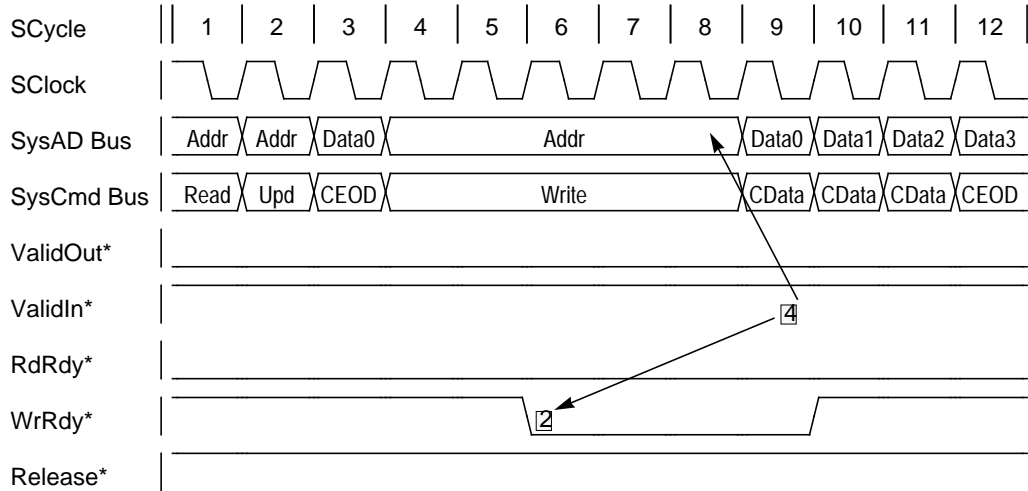 SCycle 1 2 3 4 5 6 7 8 9 10 11 12
SClock
SysAD Bus Addr Addr Data0 Addr Data0 Data1 Data2 Data3
SysCmd Bus Read Upd CEOD Write CData CData CData CEOD
ValidOut*
ValidIn*
4
RdRdy*
WrRdy* 2
Release*